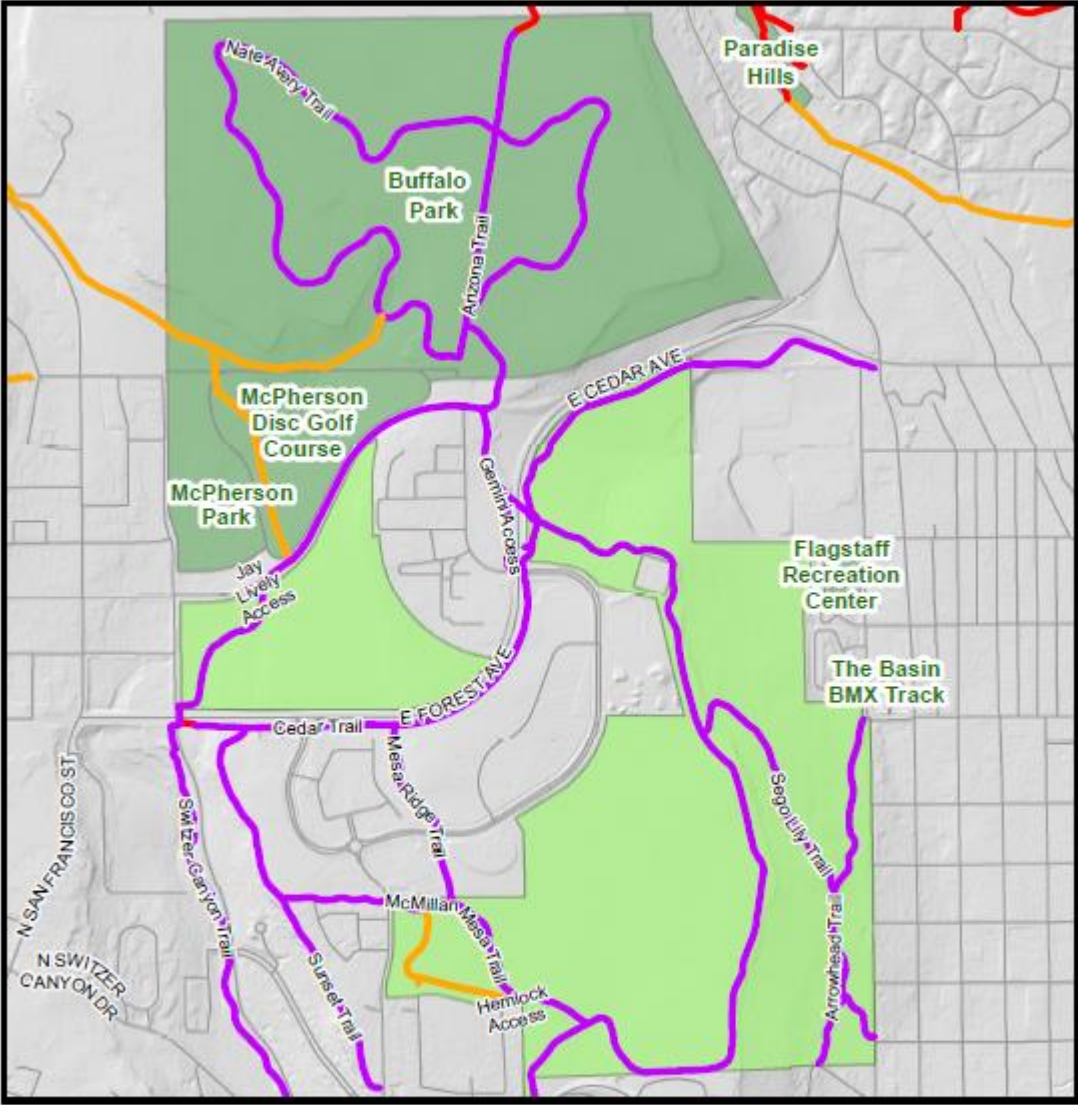 Nate Avery Trail
Paradise
Hills
Buffalo
Park
Arizona Trail
E CEDAR AVE
McPherson
Disc Golf
Course
McPherson
Park
Gemini Access
Jay
Lively
Access
Flagstaff
Recreation
Center
The Basin
BMX Track
E FOREST AVE
Cedar Trail
Mesa Ridge Trail
Sego Lily Trail
N SAN FRANCISCO ST
Switzer Canyon Trail
McMillan Mesa Trail
Arrowhead Trail
Sunset Trail
N SWITZER
CANYON DR
Hemlock
Access